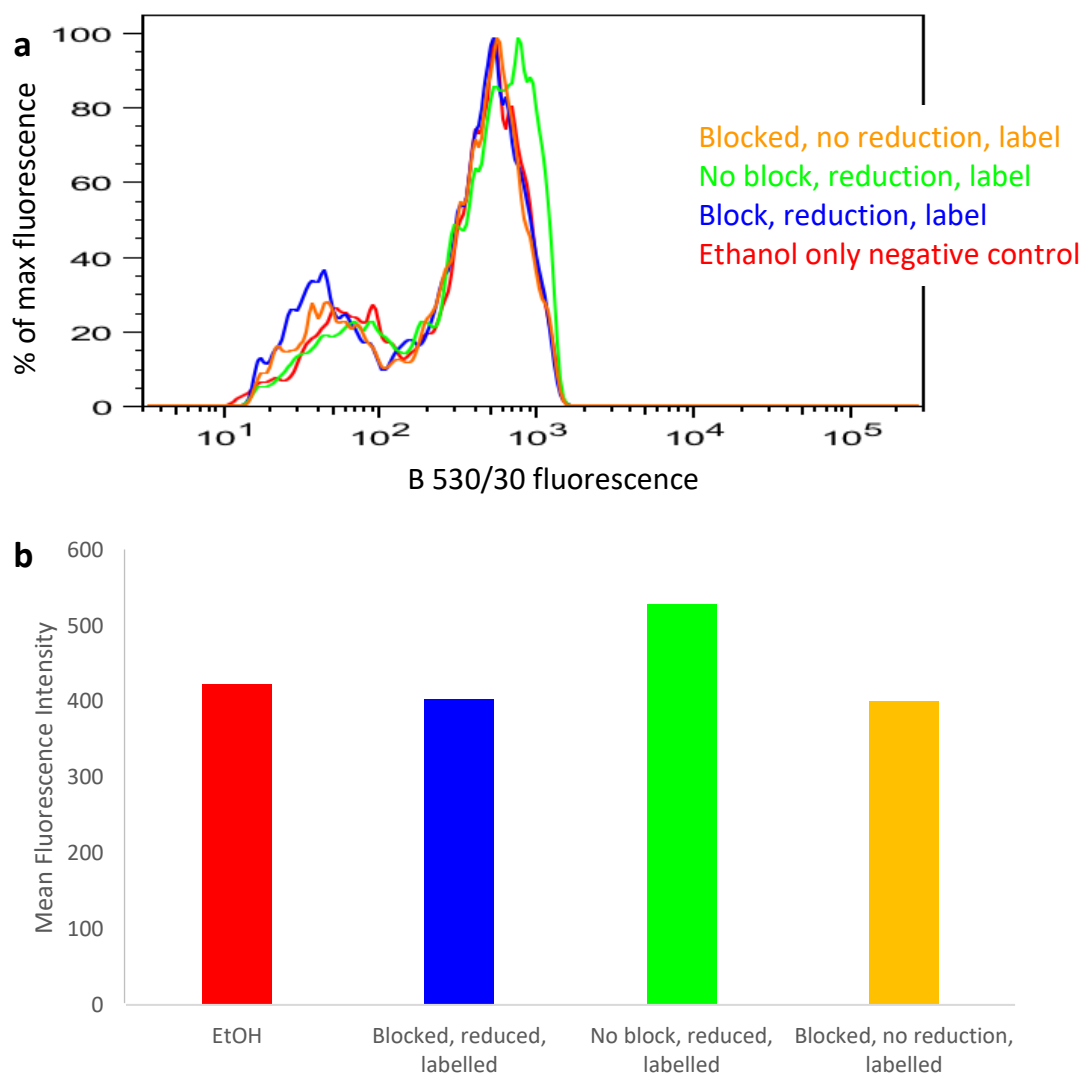 a
% of max fluorescence
100
80
60
40
20
0
10¹ 10² 10³ 10⁴ 10⁵
B 530/30 fluorescence
Blocked, no reduction, label
No block, reduction, label
Block, reduction, label
Ethanol only negative control
b
Mean Fluorescence Intensity
600
500
400
300
200
100
0
EtOH
Blocked, reduced,
labelled
No block, reduced,
labelled
Blocked, no reduction,
labelled